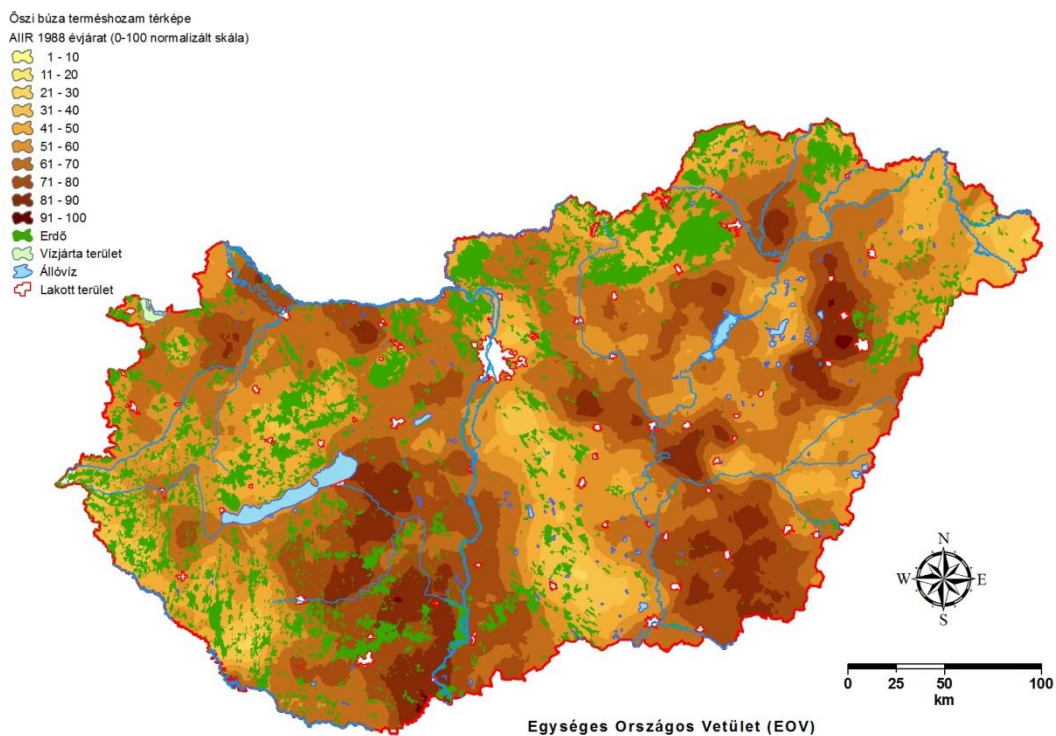 Őszi búza terméshozam térképe
AIIR 1988 évjárat (0-100 normalizált skála)
1 - 10
11 - 20
21 - 30
31 - 40
41 - 50
51 - 60
61 - 70
71 - 80
81 - 90
91 - 100
Erdő
Vízjárta terület
Állóvíz
Lakott terület
N
W E
S
0 25 50 100
km
Egységes Országos Vetület (EOV)